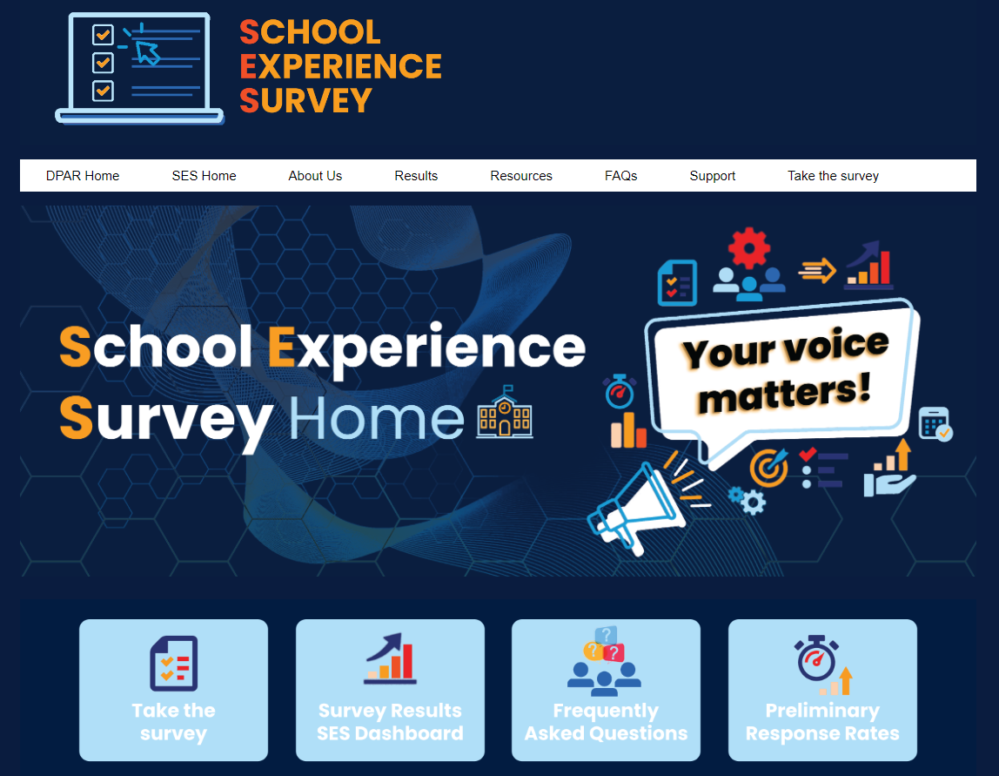 SCHOOL
EXPERIENCE
SURVEY
DPAR Home SES Home About Us Results Resources FAQs Support Take the survey
School Experience
Survey Home
Your voice
matters!
Take the
survey
Survey Results
SES Dashboard
? ? ?
Frequently
Asked Questions
Preliminary
Response Rates